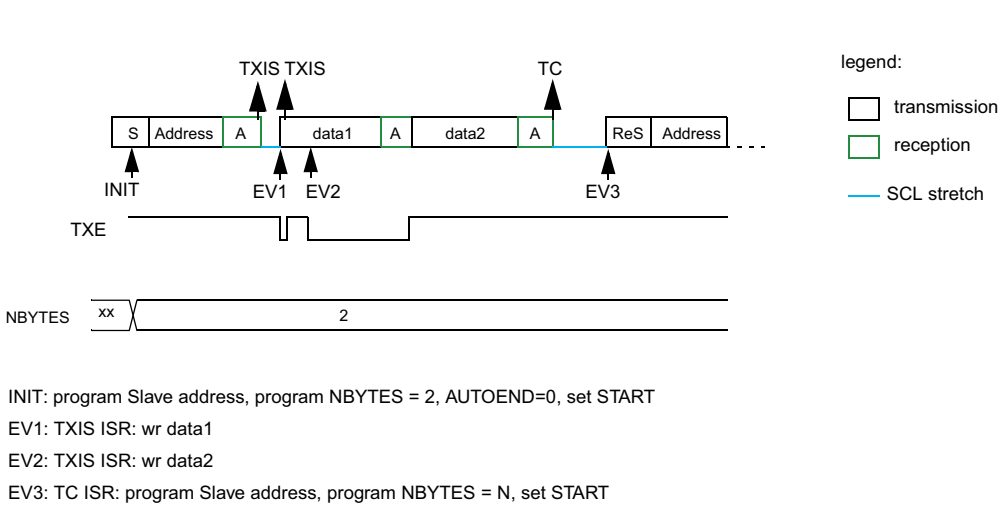 legend:
TXIS TXIS
TC
transmission
S Address A data1 A data2 A ReS Address
reception
INIT
EV1 EV2
EV3
SCL stretch
TXE
NBYTES xx 2
INIT: program Slave address, program NBYTES = 2, AUTOEND=0, set START
EV1: TXIS ISR: wr data1
EV2: TXIS ISR: wr data2
EV3: TC ISR: program Slave address, program NBYTES = N, set START